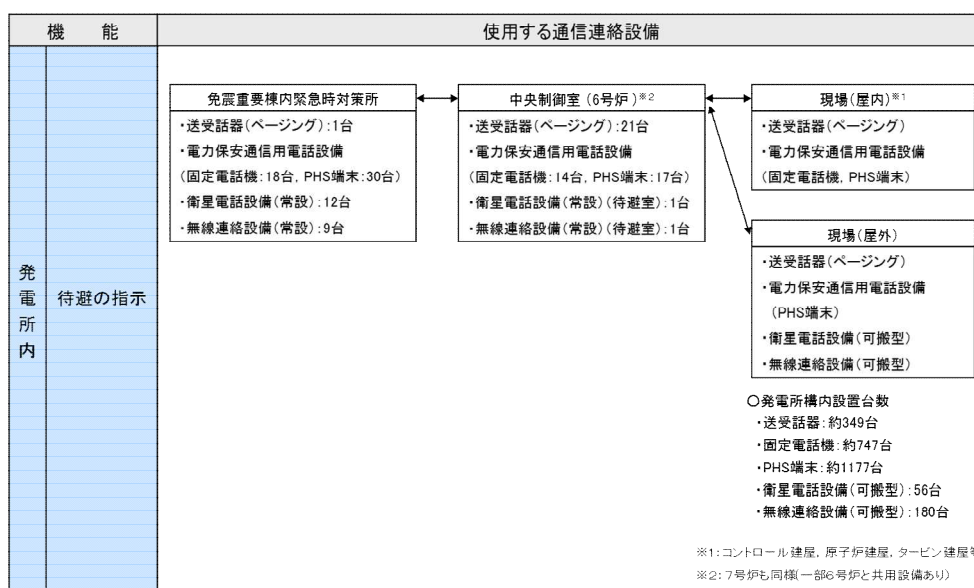 機　能
使用する通信連絡設備
発電所内
待避の指示
免震重要棟内緊急時対策所
・送受話器(ページング):1台
・電力保安通信用電話設備
(固定電話機:18台, PHS端末:30台)
・衛星電話設備(常設):12台
・無線連絡設備(常設):9台
中央制御室 (6号炉)※2
・送受話器(ページング):21台
・電力保安通信用電話設備
(固定電話機:14台, PHS端末:17台)
・衛星電話設備(常設)(待避室):1台
・無線連絡設備(常設)(待避室):1台
現場(屋内)※1
・送受話器(ページング)
・電力保安通信用電話設備
(固定電話機, PHS端末)
現場(屋外)
・送受話器(ページング)
・電力保安通信用電話設備
(PHS端末)
・衛星電話設備(可搬型)
・無線連絡設備(可搬型)
〇発電所構内設置台数
・送受話器:約349台
・固定電話機:約747台
・PHS端末:約1177台
・衛星電話設備(可搬型):56台
・無線連絡設備(可搬型):180台
※1:コントロール建屋, 原子炉建屋, タービン建屋等
※2:7号炉も同様(一部6号炉と共用設備あり)